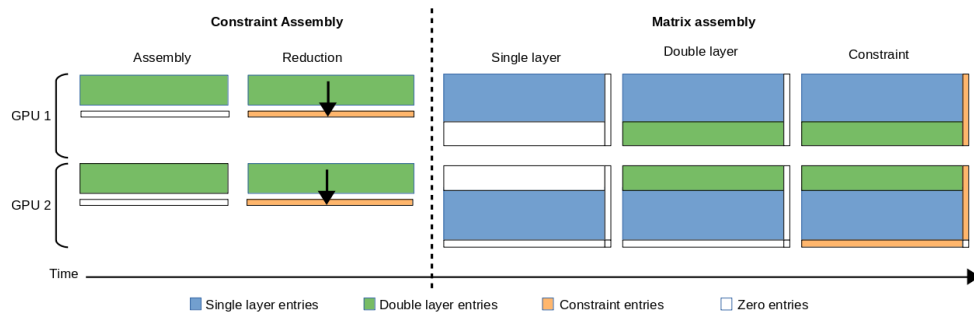 Constraint Assembly
Matrix assembly
Assembly
Reduction
Single layer
Double layer
Constraint
GPU 1
GPU 2
Time
Single layer entries
Double layer entries
Constraint entries
Zero entries